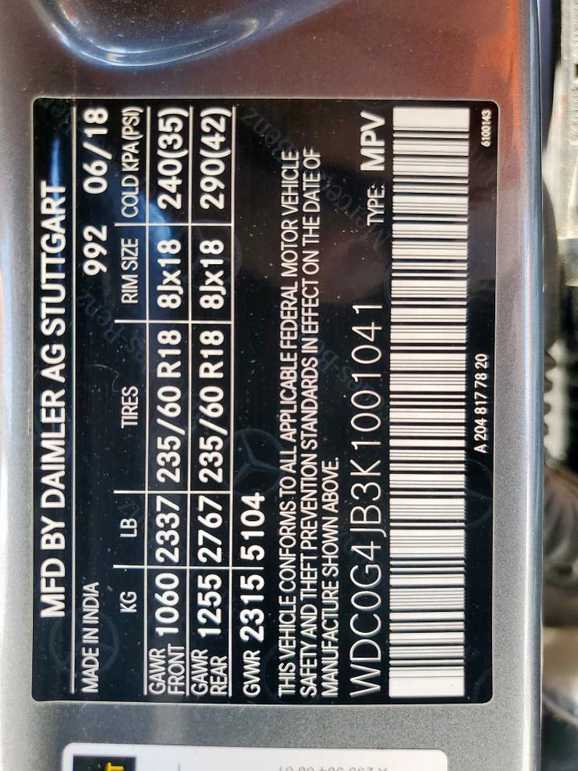 MFD BY DAIMLER AG STUTTGART
MADE IN INDIA 992 06/18
KG LB TIRES RIM SIZE COLD KPA(PSI)
GAWR FRONT 1060 2337 235/60 R18 8Jx18 240(35)
GAWR REAR 1255 2767 235/60 R18 8Jx18 290(42)
GVWR 2315 5104
THIS VEHICLE CONFORMS TO ALL APPLICABLE FEDERAL MOTOR VEHICLE
SAFETY AND THEFT PREVENTION STANDARDS IN EFFECT ON THE DATE OF
MANUFACTURE SHOWN ABOVE.
WDC0G4JB3K1001041 TYPE: MPV
A 204 817 78 20
6100143